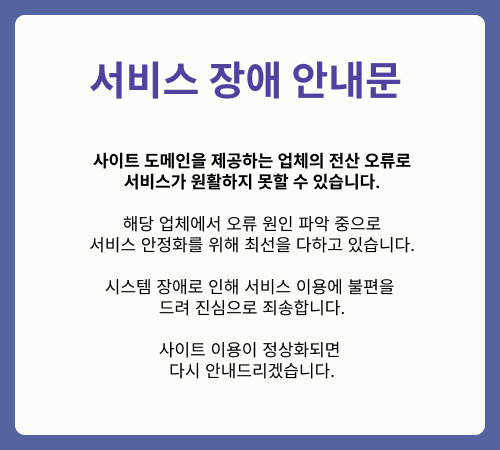 서비스 장애 안내문
사이트 도메인을 제공하는 업체의 전산 오류로
서비스가 원활하지 못할 수 있습니다.
해당 업체에서 오류 원인 파악 중으로
서비스 안정화를 위해 최선을 다하고 있습니다.
시스템 장애로 인해 서비스 이용에 불편을
드려 진심으로 죄송합니다.
사이트 이용이 정상화되면
다시 안내드리겠습니다.